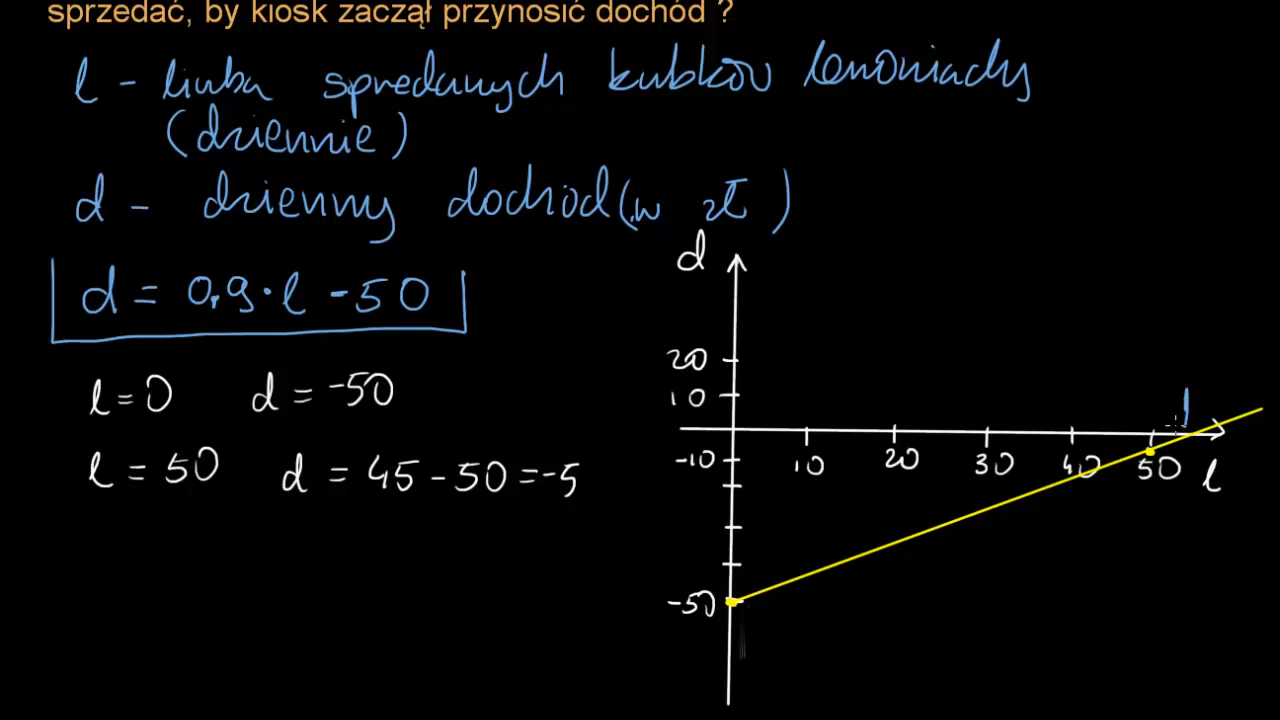 sprzedać, by kiosk zaczął przynosić dochód ?
l - liczba sprzedanych kubków lemoniady
(dziennie)
d - dzienny dochód (w zł)
d = 0,9 · l - 50
l = 0 d = -50
l = 50 d = 45 - 50 = -5
d
20
10
-10
-50
10 20 30 40 50 l